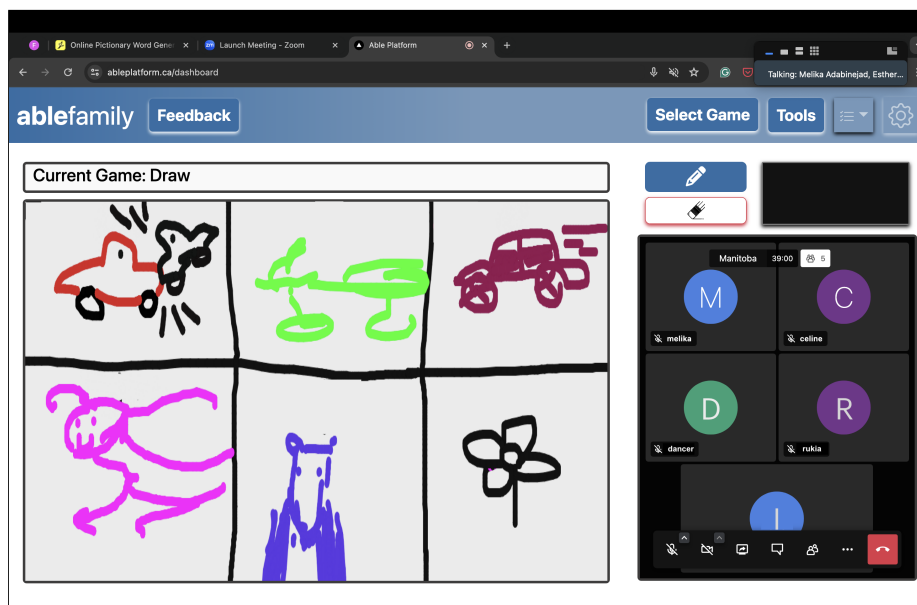 Online Pictionary Word Gene
zm Launch Meeting - Zoom
Able Platform
ableplatform.ca/dashboard
Talking: Melika Adabinejad, Esther...
ablefamily
Feedback
Select Game
Tools
Current Game: Draw
Manitoba 39:00 5
M
C
melika
celine
D
R
dancer
rukia